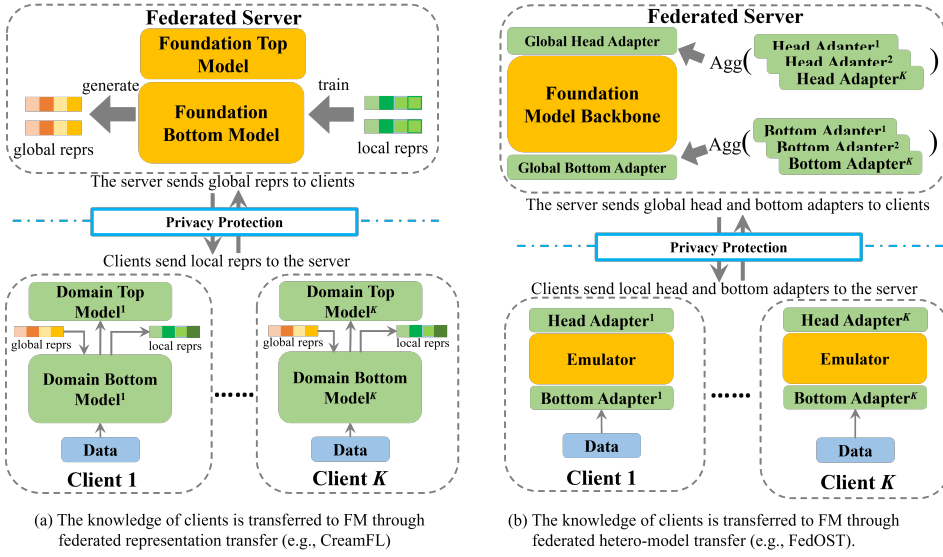 Federated Server
Foundation Top
Model
generate
train
Foundation
Bottom Model
global reprs
local reprs
The server sends global reprs to clients
Privacy Protection
Clients send local reprs to the server
Domain Top
Model¹
global reprs
local reprs
Domain Bottom
Model¹
Data
Client 1
......
Domain Top
Modelᴷ
global reprs
local reprs
Domain Bottom
Modelᴷ
Data
Client K
(a) The knowledge of clients is transferred to FM through
federated representation transfer (e.g., CreamFL)
Federated Server
Global Head Adapter
Foundation
Model Backbone
Global Bottom Adapter
Agg(
Head Adapter¹
Head Adapter²
Head Adapterᴷ
)
Agg(
Bottom Adapter¹
Bottom Adapter²
Bottom Adapterᴷ
)
The server sends global head and bottom adapters to clients
Privacy Protection
Clients send local head and bottom adapters to the server
Head Adapter¹
Emulator
Bottom Adapter¹
Data
Client 1
......
Head Adapterᴷ
Emulator
Bottom Adapterᴷ
Data
Client K
(b) The knowledge of clients is transferred to FM through
federated hetero-model transfer (e.g., FedOST).